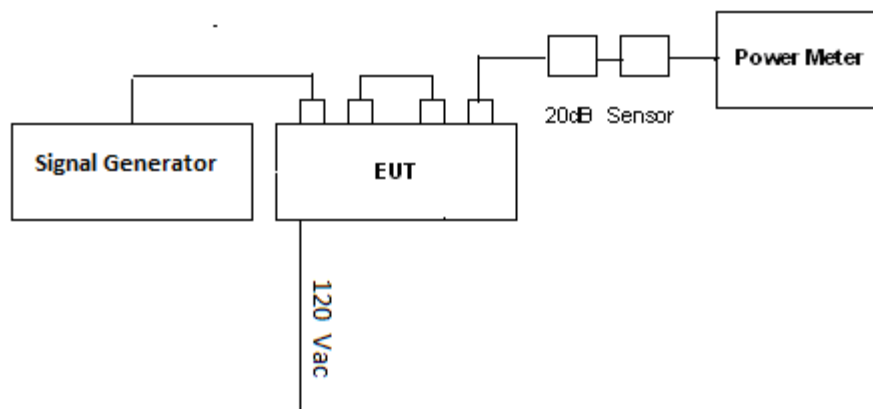 Power Meter
20dB Sensor
Signal Generator
EUT
120 Vac